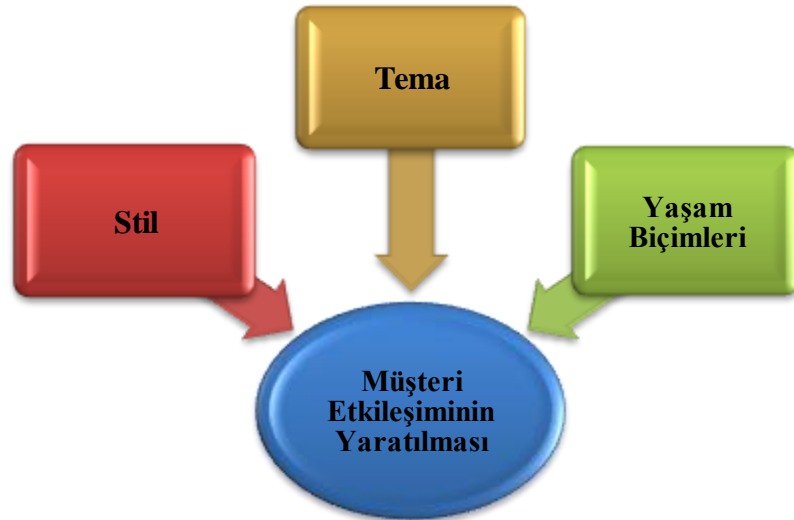 Tema
Stil
Yaşam
Biçimleri
Müşteri
Etkileşiminin
Yaratılması